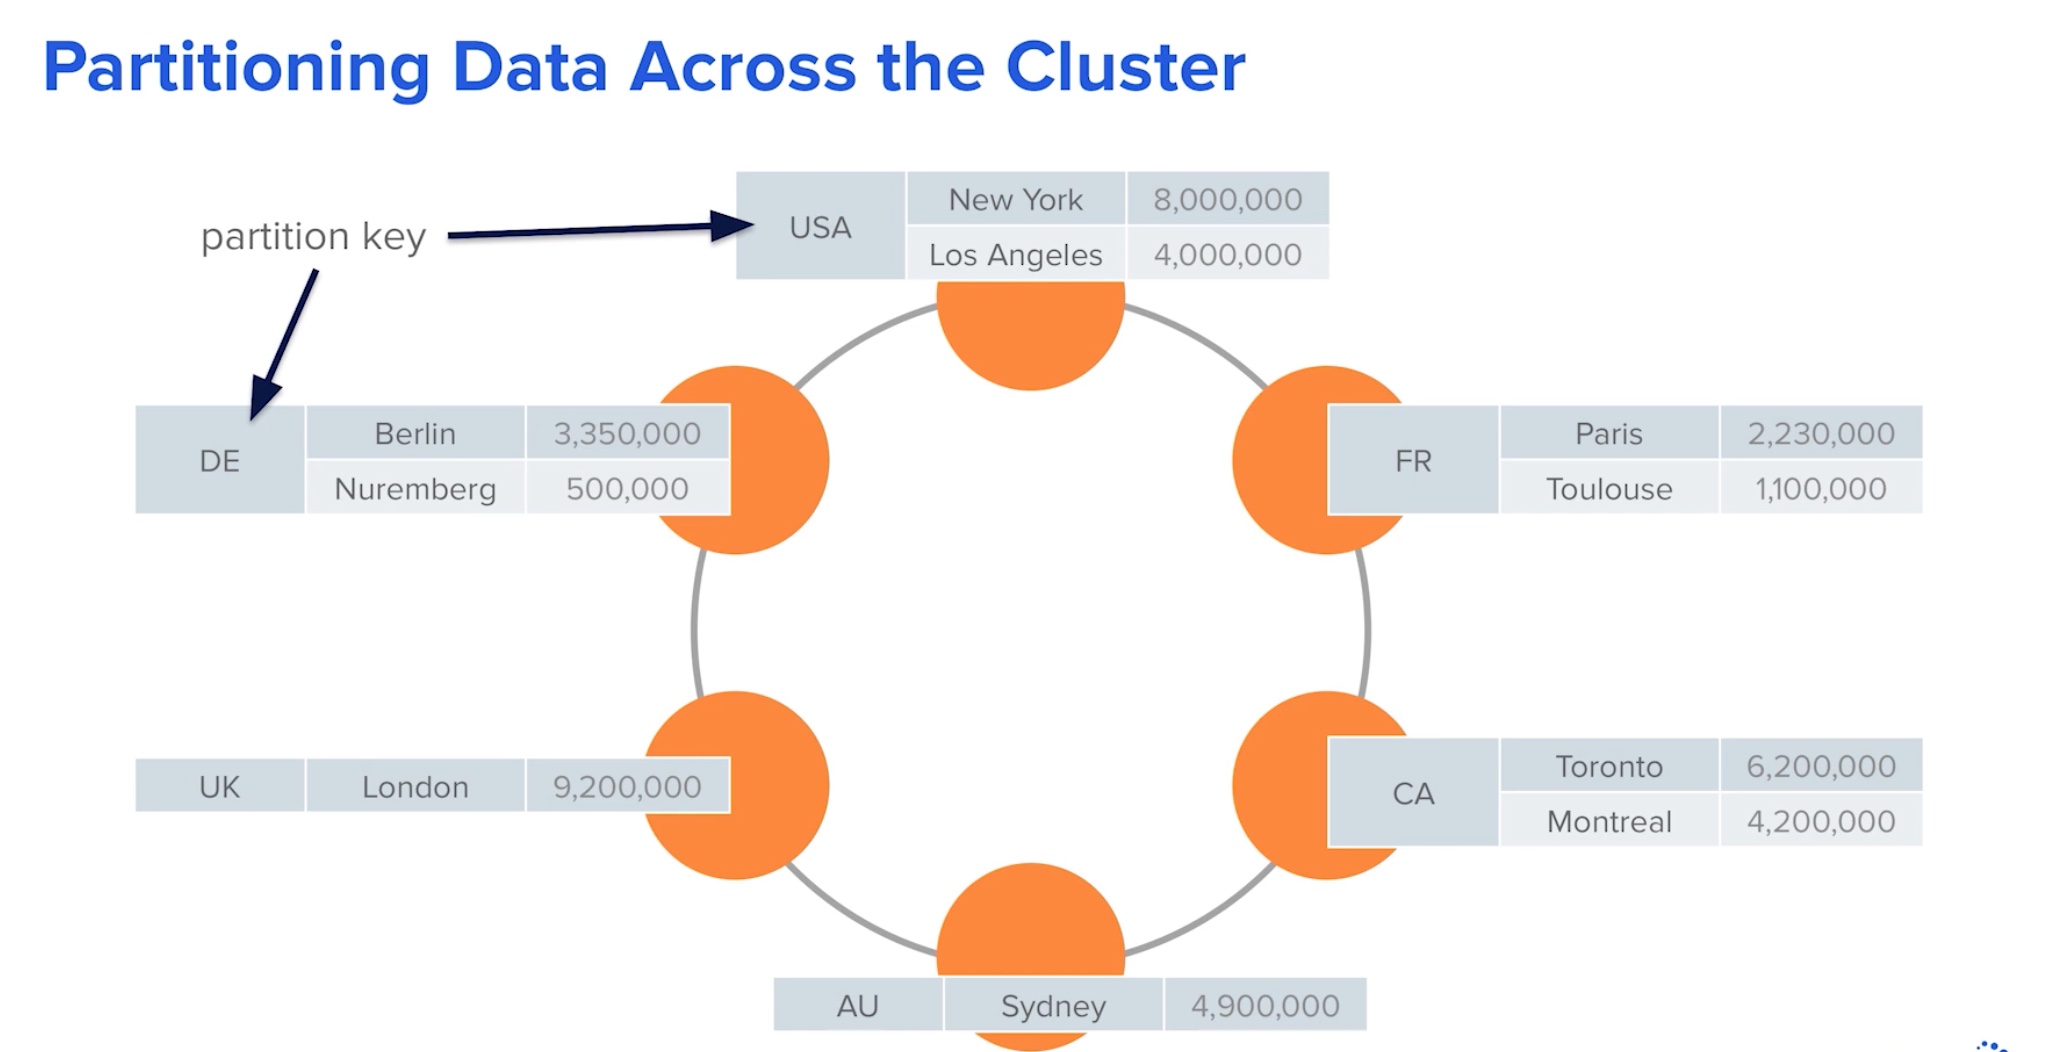 Partitioning Data Across the Cluster
partition key
USA
New York 8,000,000
Los Angeles 4,000,000
DE
Berlin 3,350,000
Nuremberg 500,000
FR
Paris 2,230,000
Toulouse 1,100,000
UK London 9,200,000
CA
Toronto 6,200,000
Montreal 4,200,000
AU Sydney 4,900,000